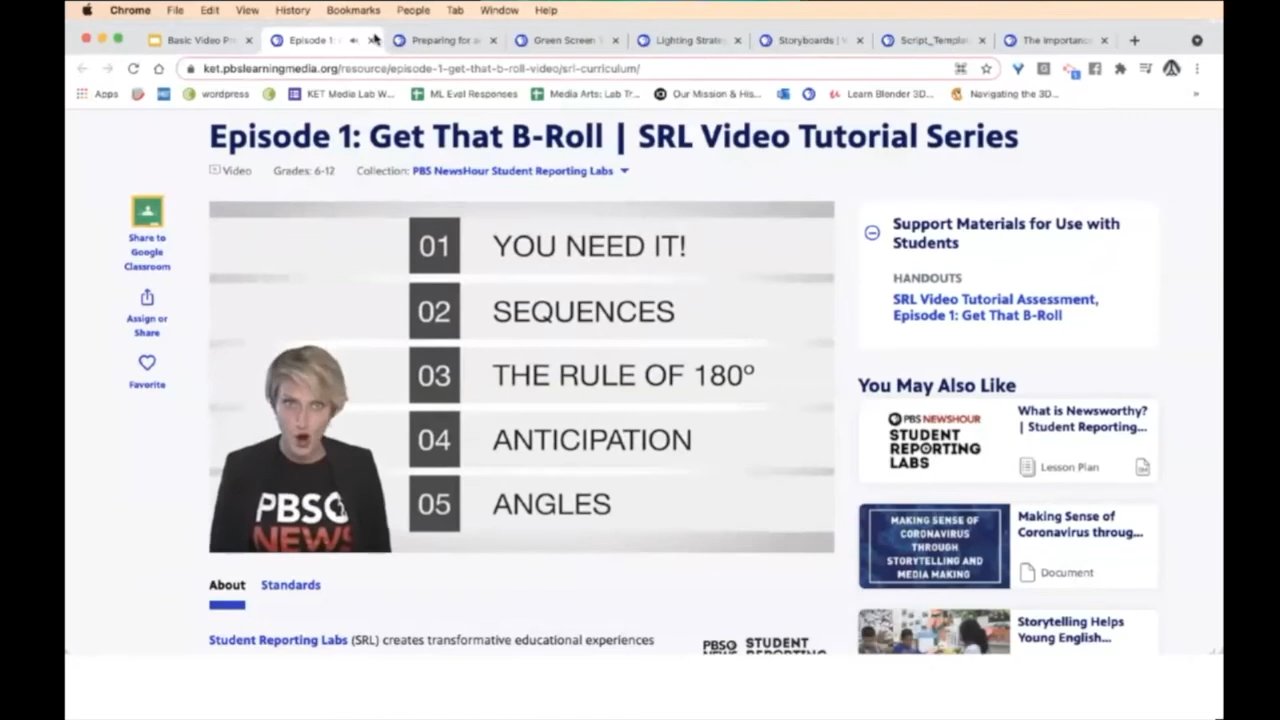 Chrome File Edit View History Bookmarks People Tab Window Help
Basic Video Pr
Episode 1:
Preparing for a
Green Screen
Lighting Strate
Storyboards |
Script_Templa
The Importanc
ket.pbslearningmedia.org/resource/episode-1-get-that-b-roll-video/srl-curriculum/
Apps wordpress KET Media Lab W... ML Eval Responses Media Arts: Lab Tr... Our Mission & His... Learn Blender 3D... Navigating the 3D...
Episode 1: Get That B-Roll | SRL Video Tutorial Series
Video Grades: 6-12 Collection: PBS NewsHour Student Reporting Labs
Share to
Google
Classroom
Assign or
Share
Favorite
01 YOU NEED IT!
02 SEQUENCES
03 THE RULE OF 180º
04 ANTICIPATION
05 ANGLES
PBS
NEWS
Support Materials for Use with
Students
HANDOUTS
SRL Video Tutorial Assessment,
Episode 1: Get That B-Roll
You May Also Like
PBS NEWSHOUR
STUDENT
REPORTING
LABS
What is Newsworthy?
| Student Reporting...
Lesson Plan
MAKING SENSE OF
CORONAVIRUS
THROUGH
STORYTELLING AND
MEDIA MAKING
Making Sense of
Coronavirus throug...
Document
Storytelling Helps
Young English...
About Standards
Student Reporting Labs (SRL) creates transformative educational experiences
PBS STUDENT